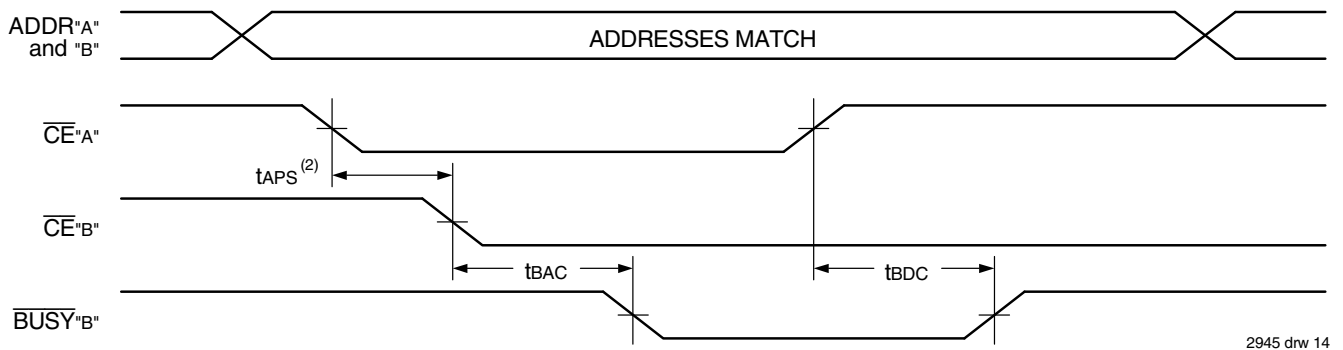 ADDR"A"
and "B"
ADDRESSES MATCH
CE"A"
tAPS (2)
CE"B"
tBAC
tBDC
BUSY"B"
2945 drw 14